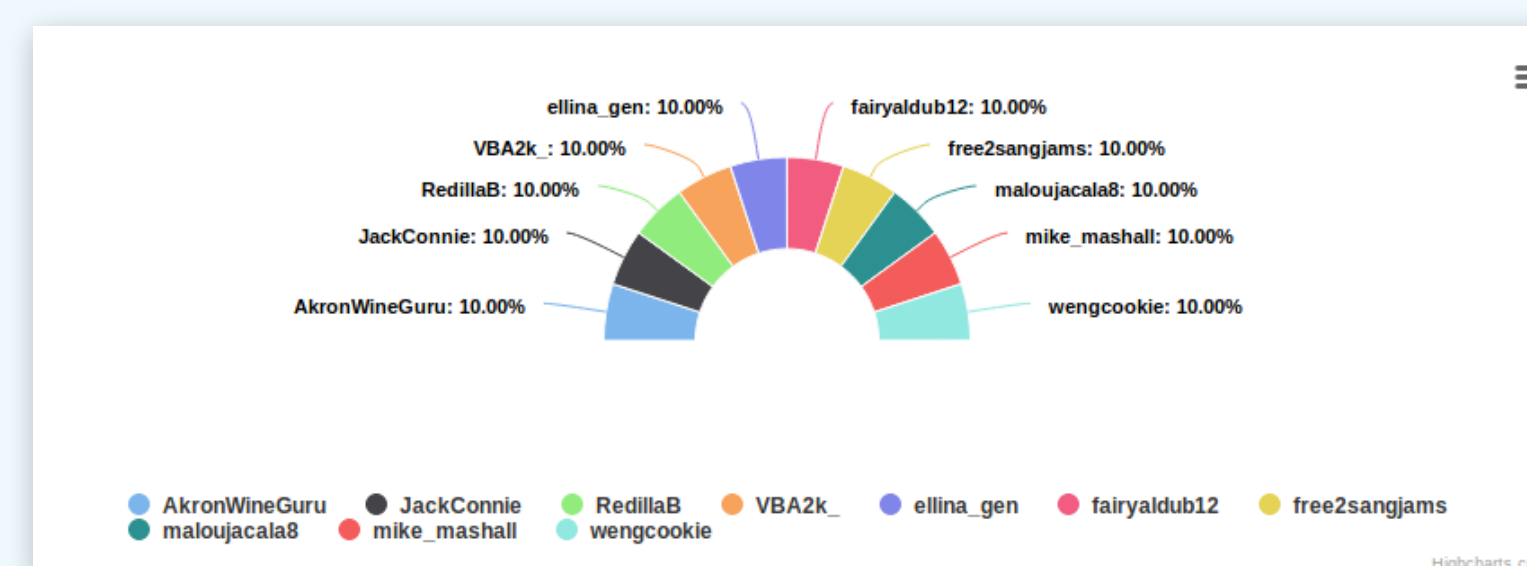 ellina_gen: 10.00% fairyaldub12: 10.00%
VBA2k_: 10.00% free2sangjams: 10.00%
RedillaB: 10.00% maloujacala8: 10.00%
JackConnie: 10.00% mike_mashall: 10.00%
AkronWineGuru: 10.00% wengcookie: 10.00%
AkronWineGuru JackConnie RedillaB VBA2k_ ellina_gen fairyaldub12 free2sangjams
maloujacala8 mike_mashall wengcookie